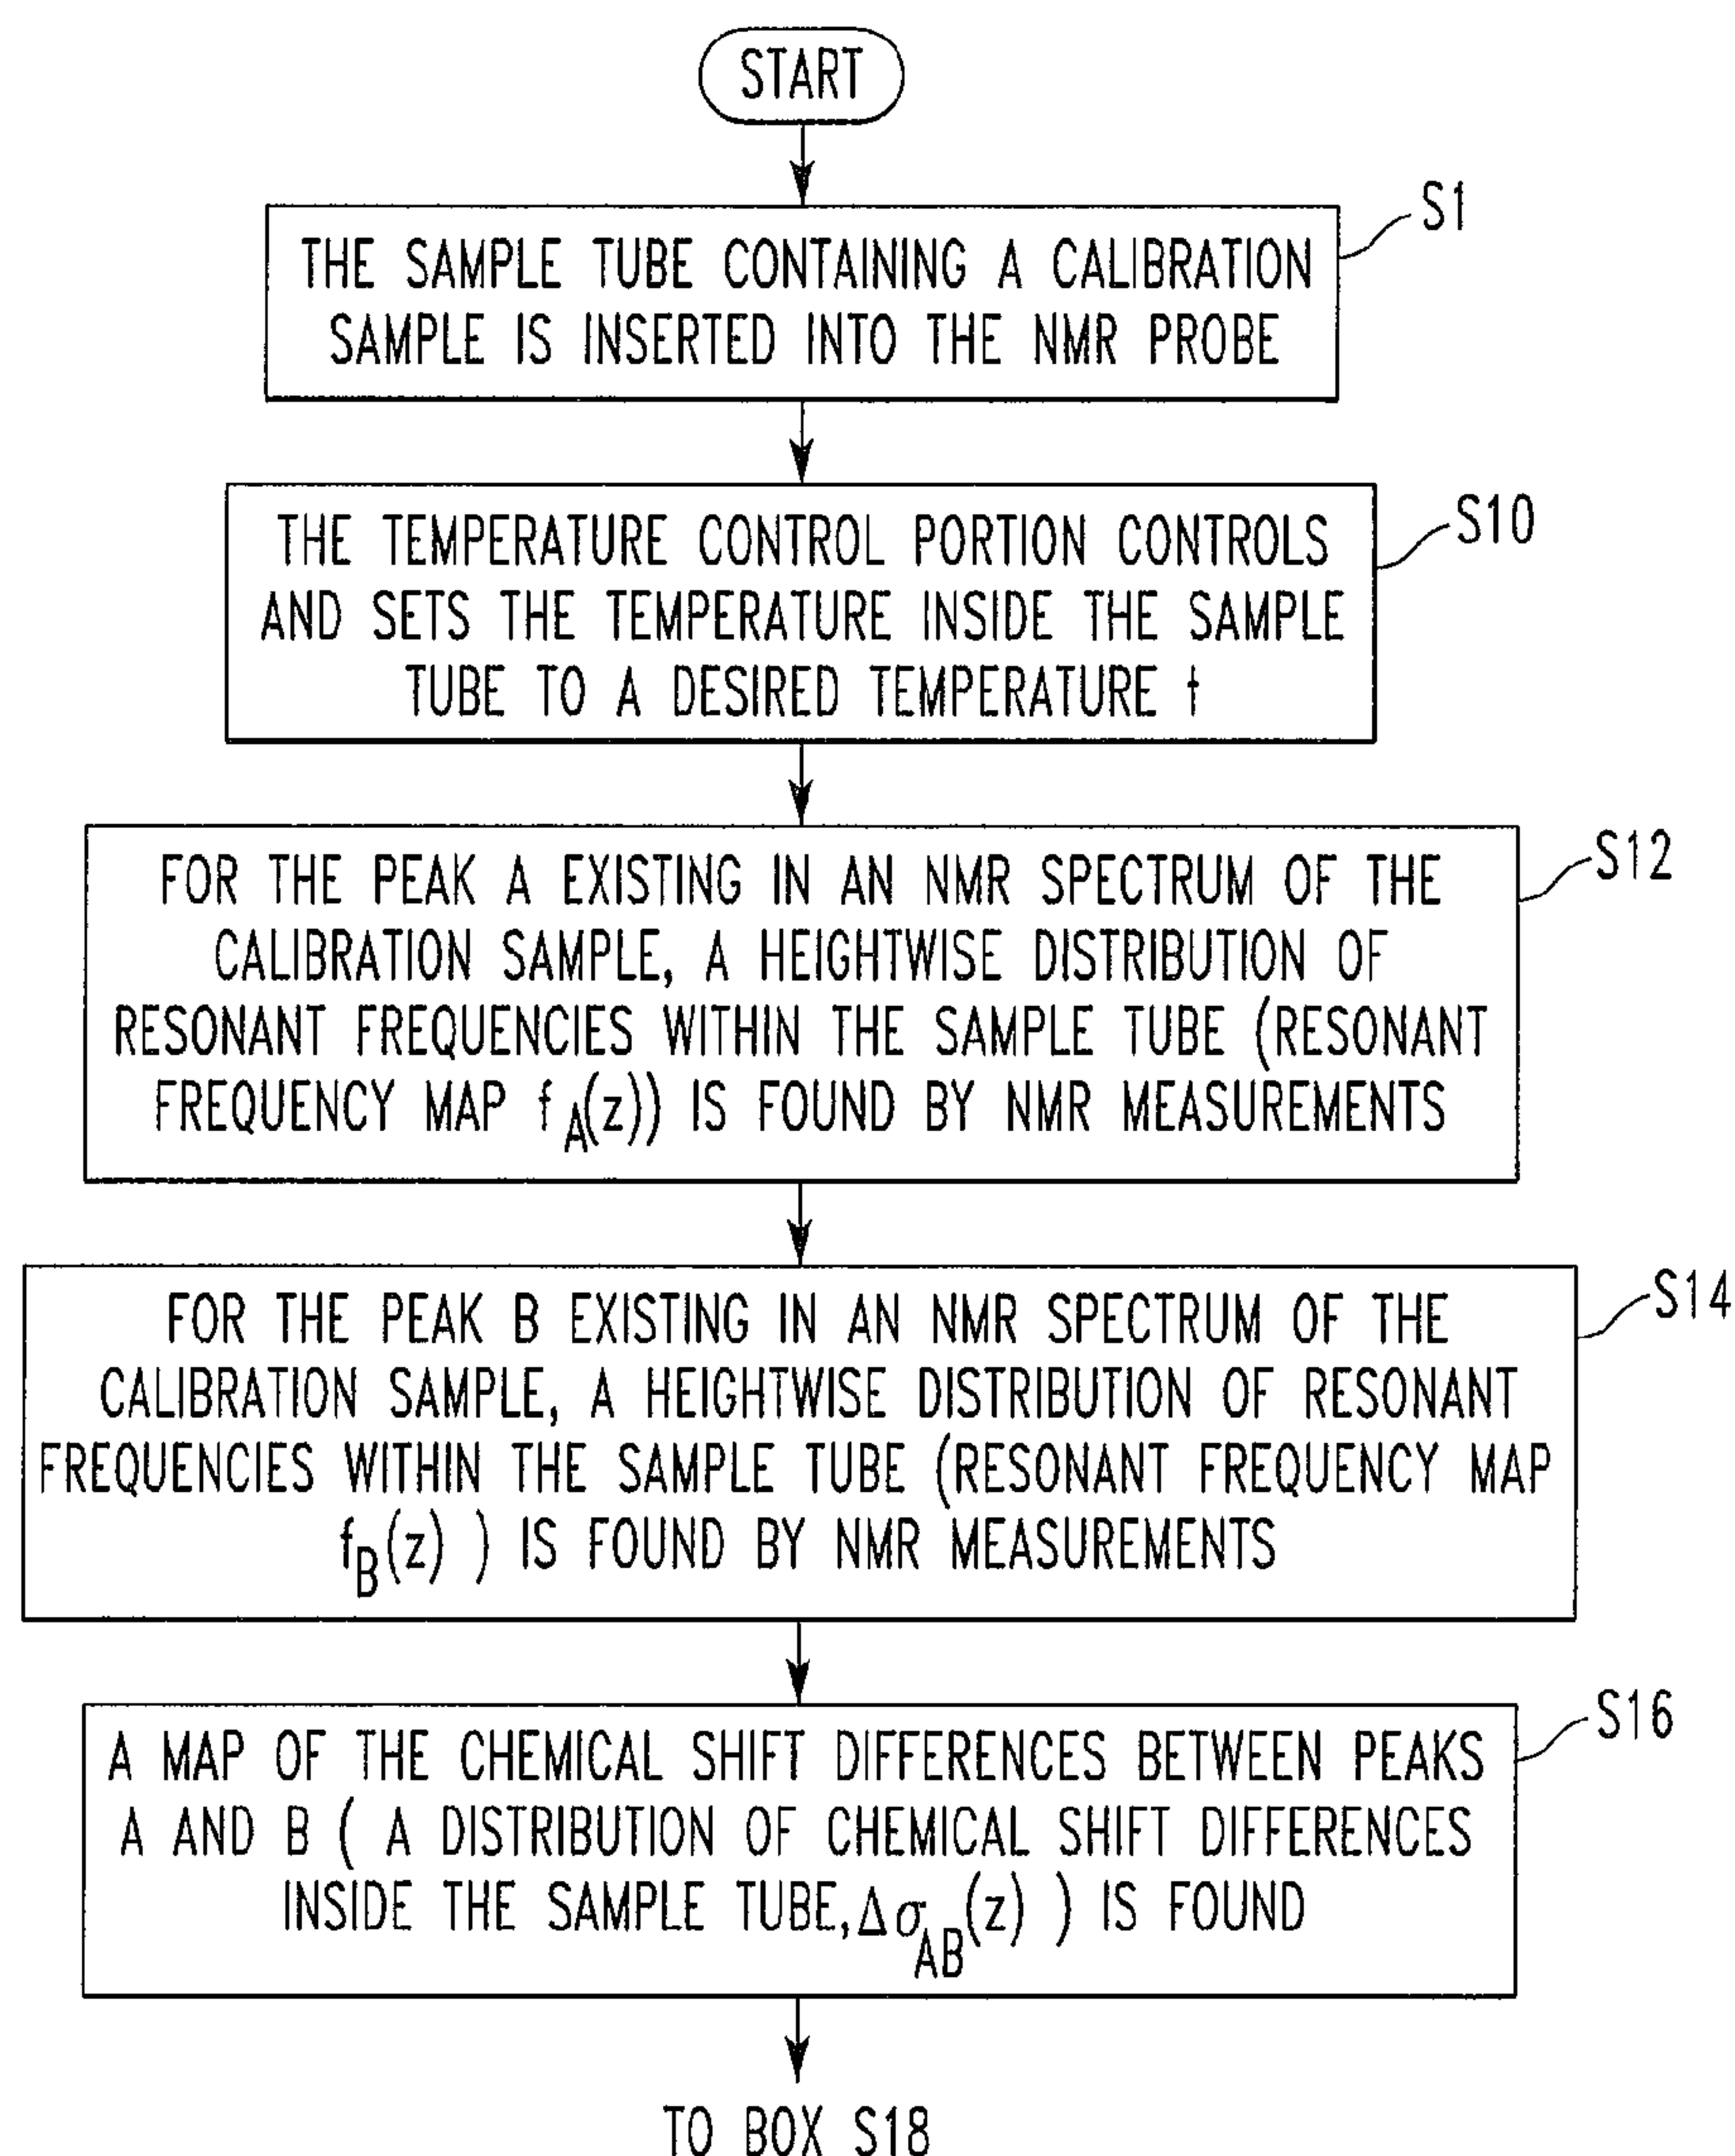 START
S1
THE SAMPLE TUBE CONTAINING A CALIBRATION
SAMPLE IS INSERTED INTO THE NMR PROBE
S10
THE TEMPERATURE CONTROL PORTION CONTROLS
AND SETS THE TEMPERATURE INSIDE THE SAMPLE
TUBE TO A DESIRED TEMPERATURE t
S12
FOR THE PEAK A EXISTING IN AN NMR SPECTRUM OF THE
CALIBRATION SAMPLE, A HEIGHTWISE DISTRIBUTION OF
RESONANT FREQUENCIES WITHIN THE SAMPLE TUBE (RESONANT
FREQUENCY MAP f_A(z)) IS FOUND BY NMR MEASUREMENTS
S14
FOR THE PEAK B EXISTING IN AN NMR SPECTRUM OF THE
CALIBRATION SAMPLE, A HEIGHTWISE DISTRIBUTION OF RESONANT
FREQUENCIES WITHIN THE SAMPLE TUBE (RESONANT FREQUENCY MAP
f_B(z) ) IS FOUND BY NMR MEASUREMENTS
S16
A MAP OF THE CHEMICAL SHIFT DIFFERENCES BETWEEN PEAKS
A AND B ( A DISTRIBUTION OF CHEMICAL SHIFT DIFFERENCES
INSIDE THE SAMPLE TUBE, Δσ_AB(z) ) IS FOUND
TO BOX S18